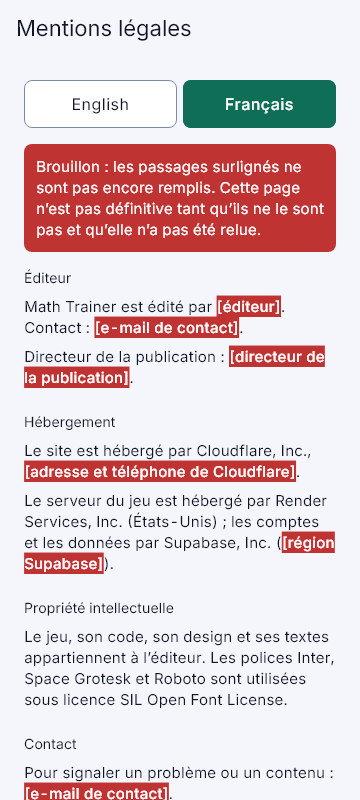 Mentions légales
English
Français
Brouillon : les passages surlignés ne
sont pas encore remplis. Cette page
n’est pas définitive tant qu’ils ne le sont
pas et qu’elle n’a pas été relue.
Éditeur
Math Trainer est édité par [éditeur].
Contact : [e-mail de contact].
Directeur de la publication : [directeur de
la publication].
Hébergement
Le site est hébergé par Cloudflare, Inc.,
[adresse et téléphone de Cloudflare].
Le serveur du jeu est hébergé par Render
Services, Inc. (États-Unis) ; les comptes
et les données par Supabase, Inc. ([région
Supabase]).
Propriété intellectuelle
Le jeu, son code, son design et ses textes
appartiennent à l’éditeur. Les polices Inter,
Space Grotesk et Roboto sont utilisées
sous licence SIL Open Font License.
Contact
Pour signaler un problème ou un contenu :
[e-mail de contact].